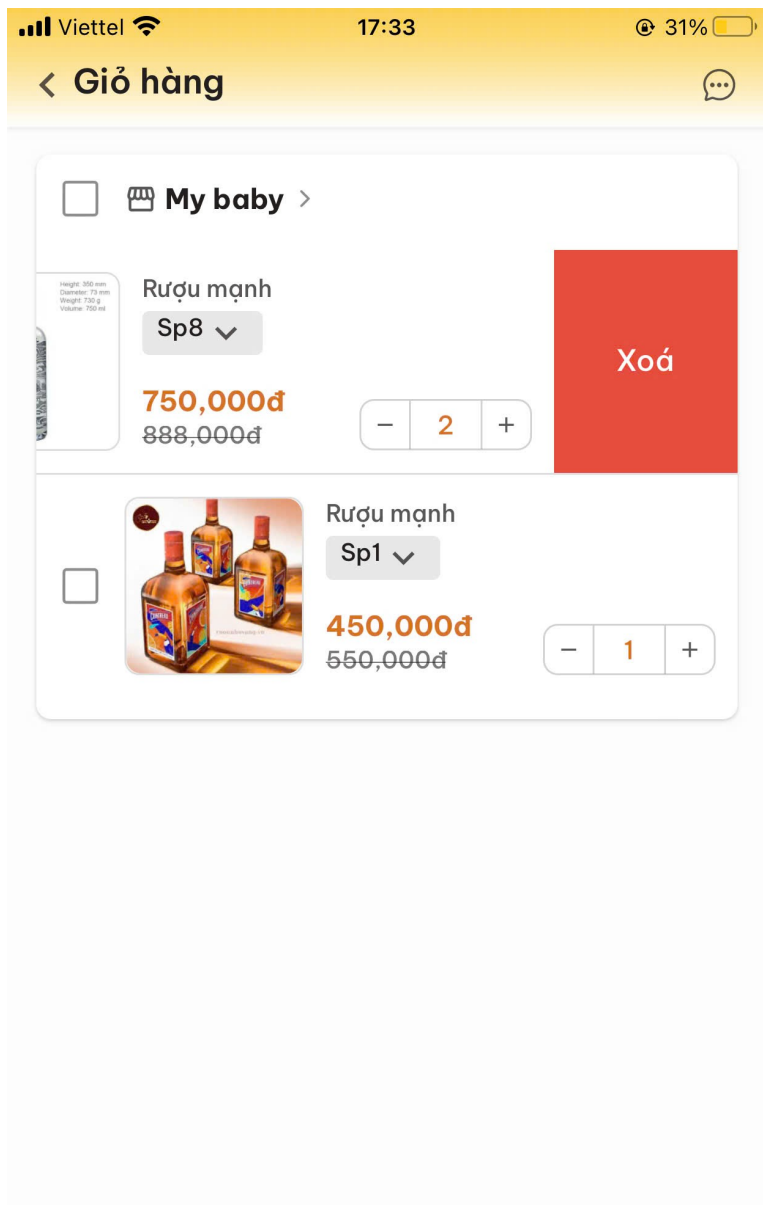 Viettel 17:33 31%
Giỏ hàng
My baby
Height: 350 mm
Diameter: 73 mm
Weight: 730 g
Volume: 750 ml
Rượu mạnh
Sp8
750,000đ
888,000đ
− 2 +
Xoá
Rượu mạnh
Sp1
450,000đ
550,000đ
− 1 +